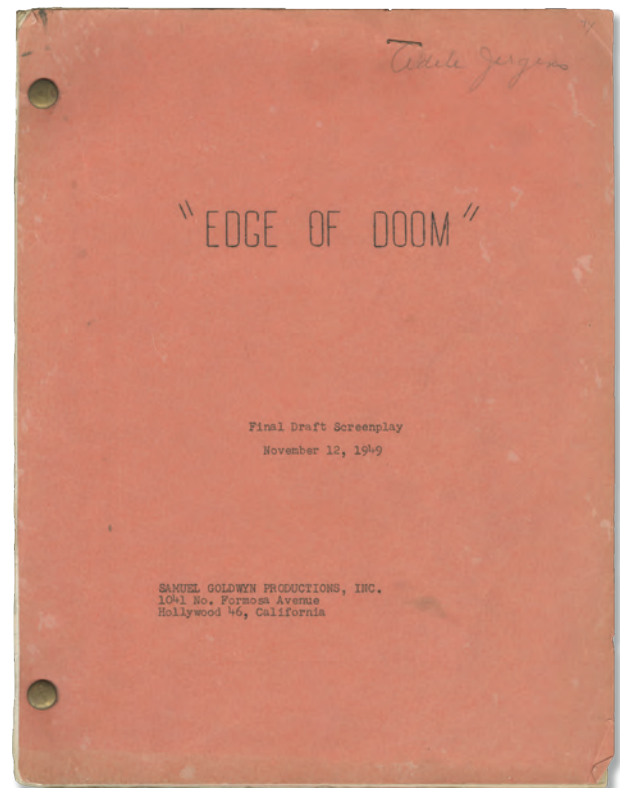 Adele Jergens
"EDGE OF DOOM"
Final Draft Screenplay
November 12, 1949
SAMUEL GOLDWYN PRODUCTIONS, INC.
1041 No. Formosa Avenue
Hollywood 46, California